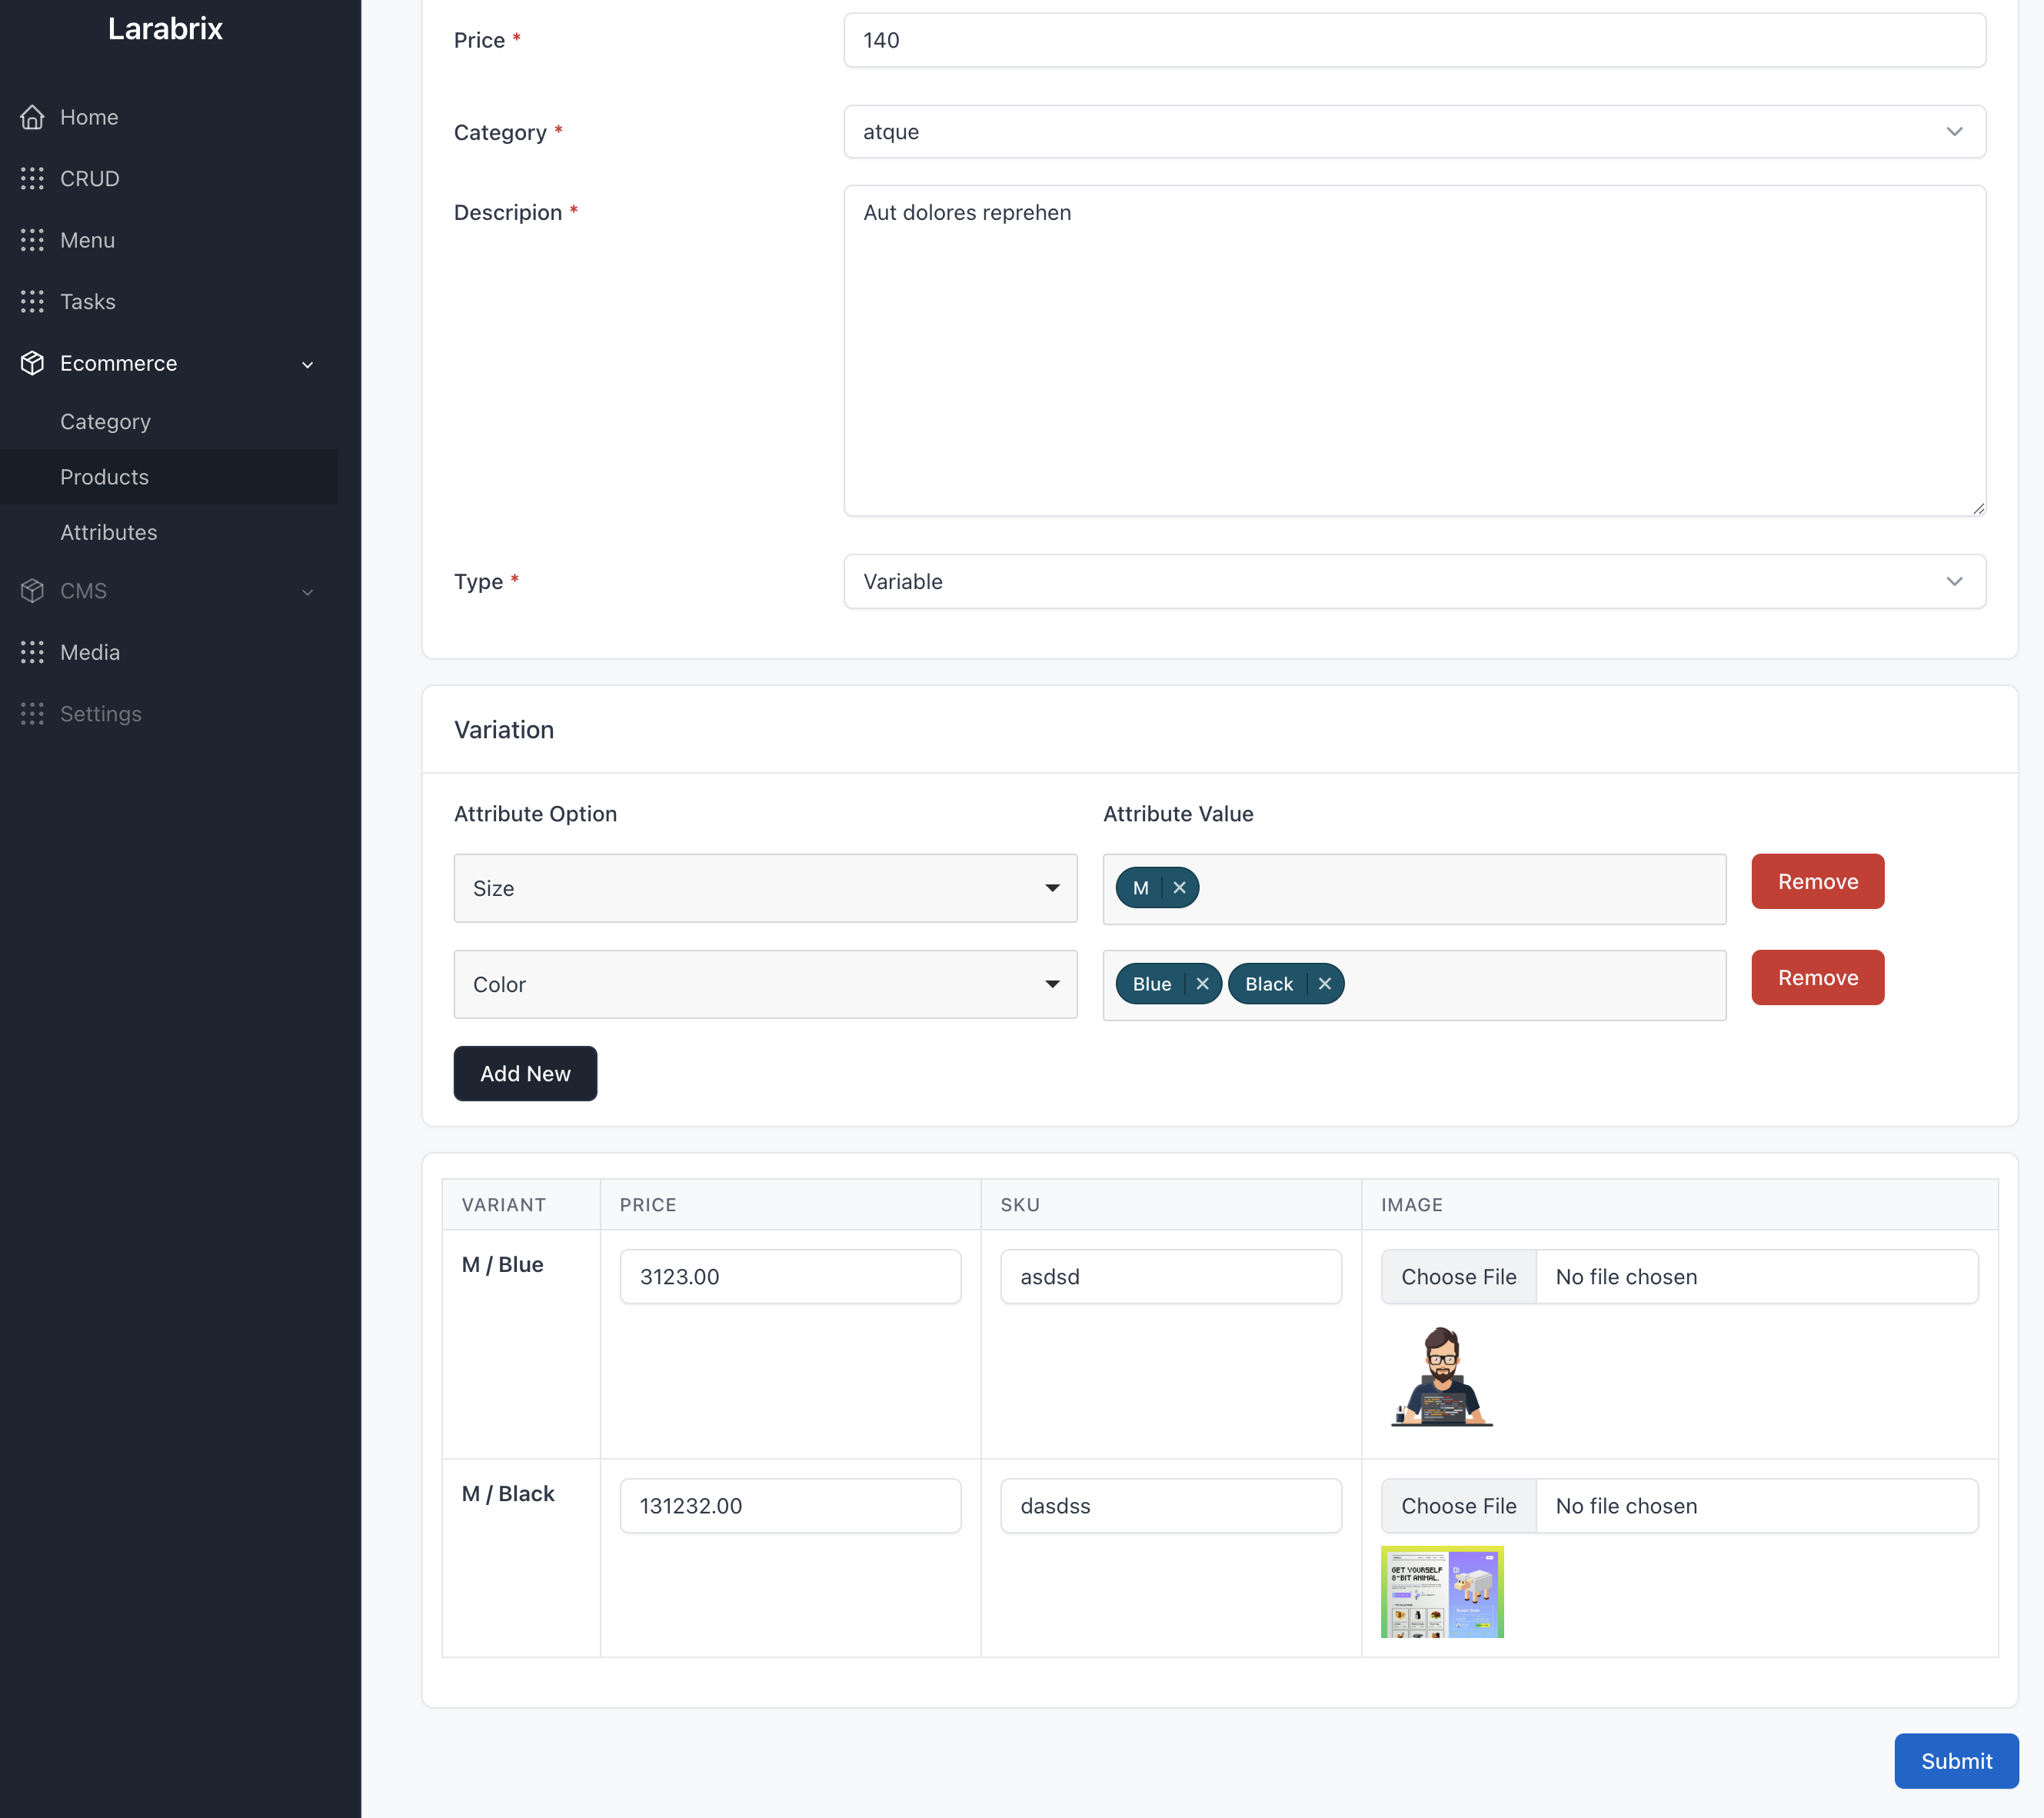 Larabrix
Home
CRUD
Menu
Tasks
Ecommerce
Category
Products
Attributes
CMS
Media
Settings
Price *
140
Category *
atque
Descripion *
Aut dolores reprehen
Type *
Variable
Variation
Attribute Option
Attribute Value
Size
M
Remove
Color
Blue
Black
Remove
Add New
VARIANT
PRICE
SKU
IMAGE
M / Blue
3123.00
asdsd
Choose File
No file chosen
M / Black
131232.00
dasdss
Choose File
No file chosen
GET YOURSELF
8-BIT ANIMAL.
Submit